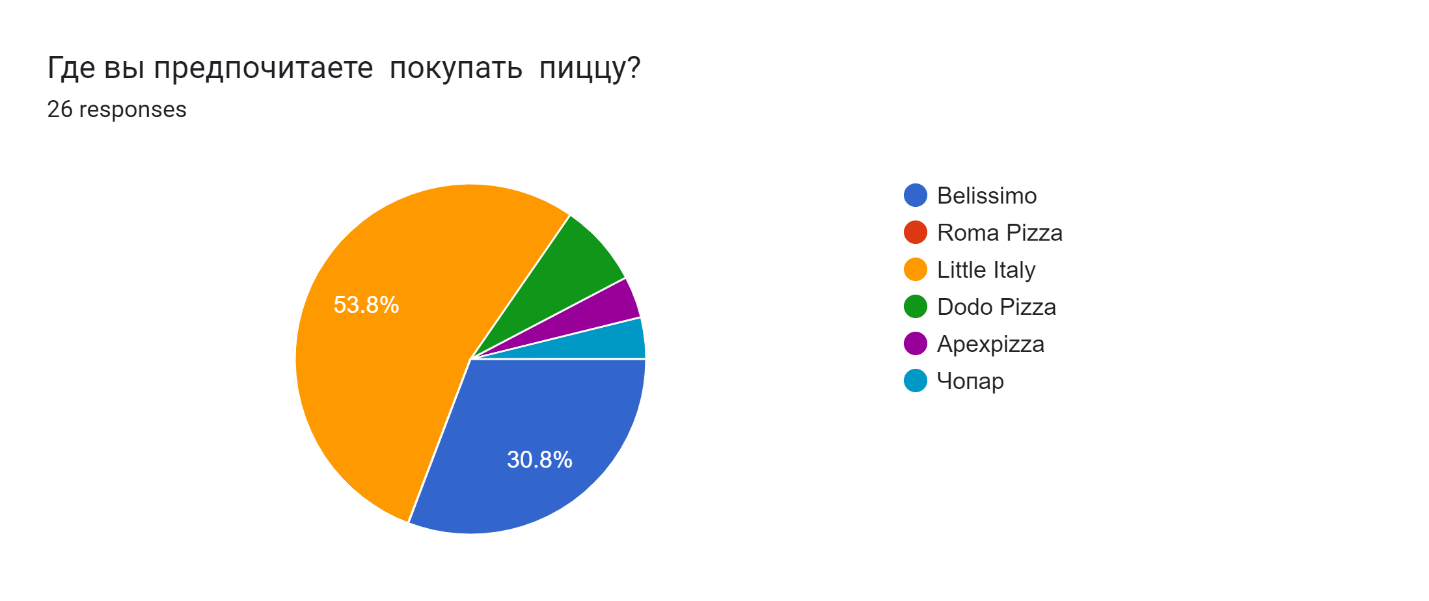 Где вы предпочитаете  покупать  пиццу?
26 responses
53.8%
30.8%
Belissimo
Roma Pizza
Little Italy
Dodo Pizza
Apexpizza
Чопар